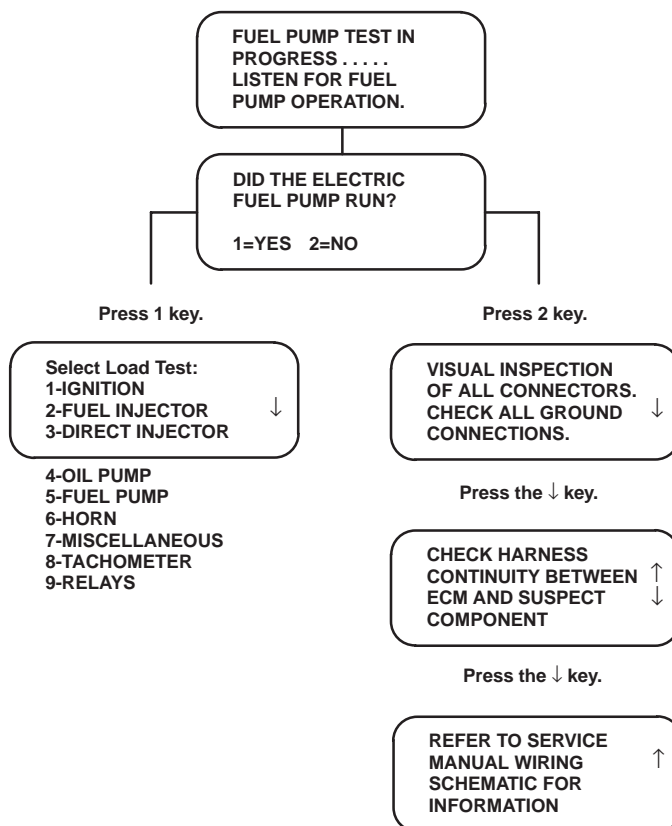 FUEL PUMP TEST IN
PROGRESS . . . . .
LISTEN FOR FUEL
PUMP OPERATION.
DID THE ELECTRIC
FUEL PUMP RUN?
1=YES 2=NO
Press 1 key.
Select Load Test:
1-IGNITION
2-FUEL INJECTOR ↓
3-DIRECT INJECTOR
4-OIL PUMP
5-FUEL PUMP
6-HORN
7-MISCELLANEOUS
8-TACHOMETER
9-RELAYS
Press 2 key.
VISUAL INSPECTION
OF ALL CONNECTORS.
CHECK ALL GROUND ↓
CONNECTIONS.
Press the ↓ key.
CHECK HARNESS
CONTINUITY BETWEEN ↑
ECM AND SUSPECT ↓
COMPONENT
Press the ↓ key.
REFER TO SERVICE
MANUAL WIRING ↑
SCHEMATIC FOR
INFORMATION